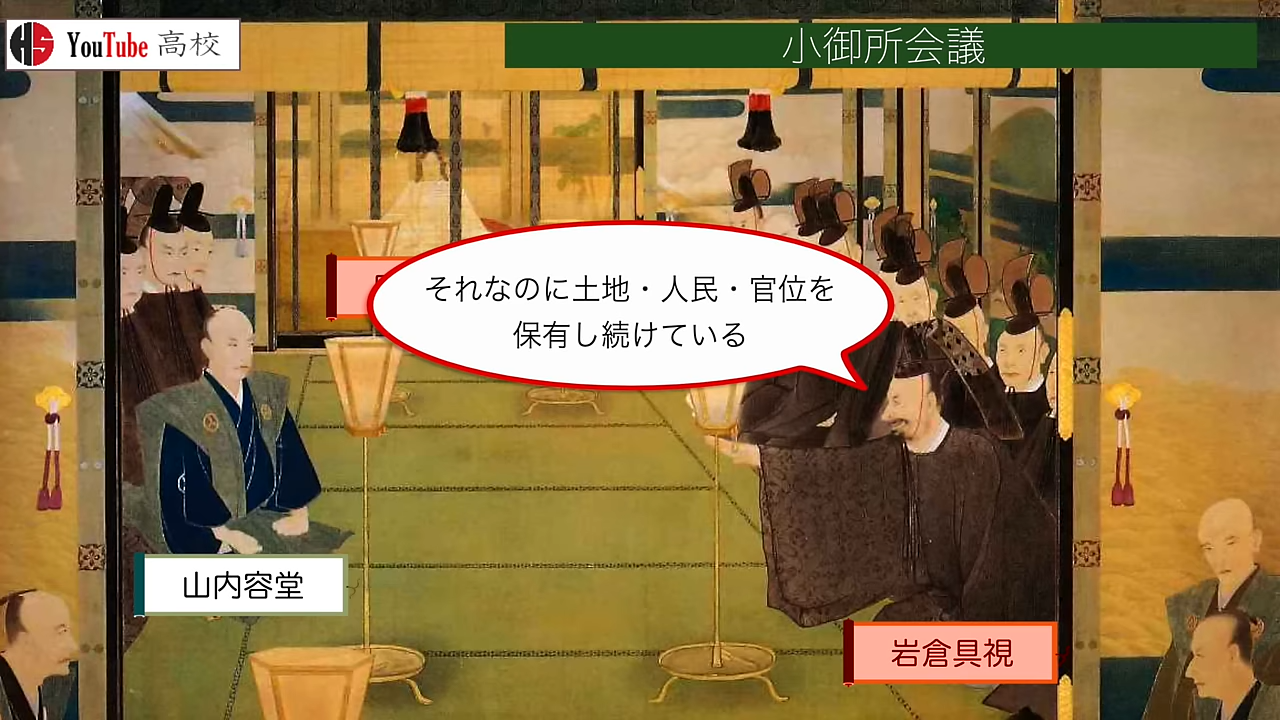 HS YouTube 高校
小御所会議
それなのに土地・人民・官位を
保有し続けている
山内容堂
岩倉具視